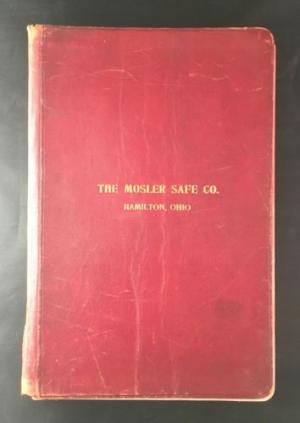 THE MOSLER SAFE CO.
HAMILTON, OHIO